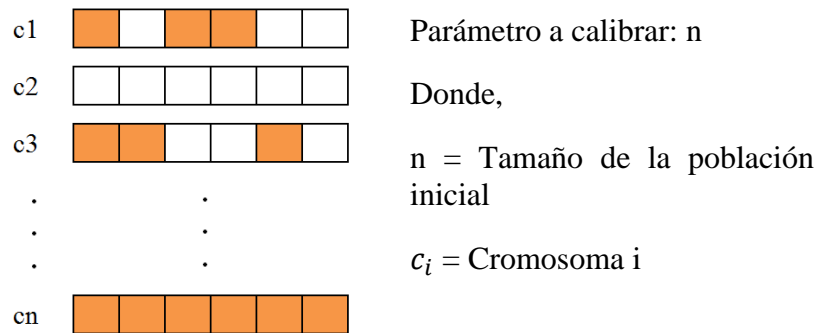 c1
c2
c3
.
.
.
.
.
.
cn
Parámetro a calibrar: n
Donde,
n = Tamaño de la población
inicial
𝑐𝑖 = Cromosoma i